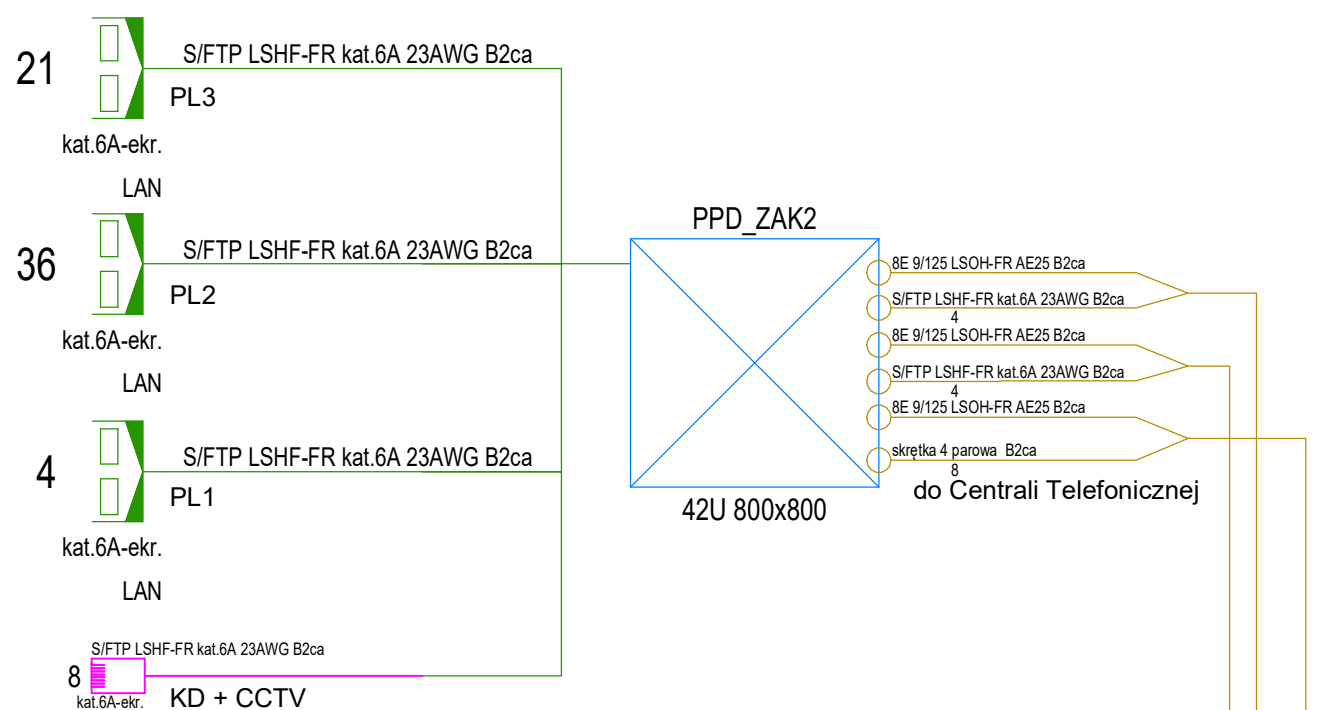 21
S/FTP LSHF-FR kat.6A 23AWG B2ca
PL3
kat.6A-ekr.
LAN
36
S/FTP LSHF-FR kat.6A 23AWG B2ca
PL2
kat.6A-ekr.
LAN
4
S/FTP LSHF-FR kat.6A 23AWG B2ca
PL1
kat.6A-ekr.
LAN
S/FTP LSHF-FR kat.6A 23AWG B2ca
8
kat.6A-ekr.
KD + CCTV
PPD_ZAK2
42U 800x800
8E 9/125 LSOH-FR AE25 B2ca
S/FTP LSHF-FR kat.6A 23AWG B2ca
4
8E 9/125 LSOH-FR AE25 B2ca
S/FTP LSHF-FR kat.6A 23AWG B2ca
4
8E 9/125 LSOH-FR AE25 B2ca
skrętka 4 parowa B2ca
8
do Centrali Telefonicznej